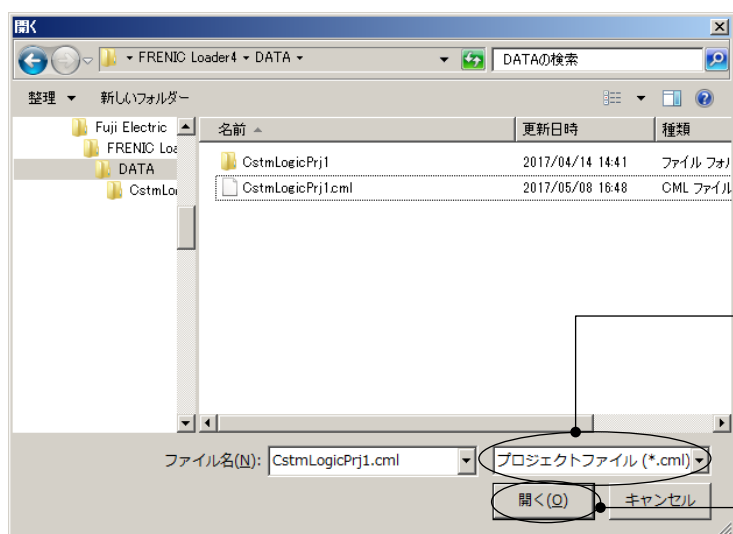 開く
FRENIC Loader4 DATA
DATAの検索
整理 新しいフォルダー
Fuji Electric
FRENIC Loa
DATA
CstmLo
名前 更新日時 種類
CstmLogicPrj1 2017/04/14 14:41 ファイル フォル
CstmLogicPrj1.cml 2017/05/08 16:48 CML ファイル
ファイル名(N): CstmLogicPrj1.cml プロジェクトファイル (*.cml)
開く(O) キャンセル